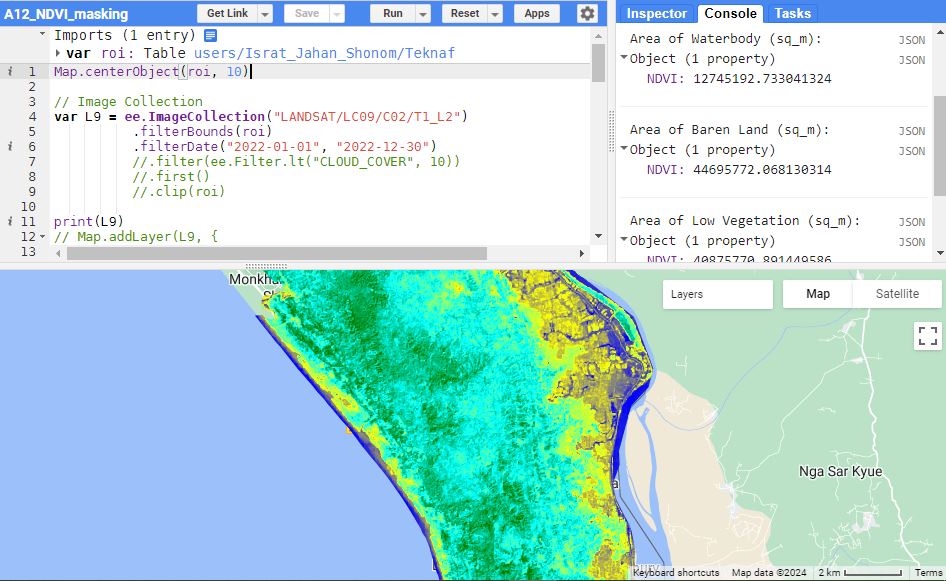 A12_NDVI_masking
Get Link
Save
Run
Reset
Apps
Inspector
Console
Tasks
Imports (1 entry)
var roi: Table users/Israt_Jahan_Shonom/Teknaf
i 1 Map.centerObject(roi, 10)
2
3 // Image Collection
4 var L9 = ee.ImageCollection("LANDSAT/LC09/C02/T1_L2")
5 .filterBounds(roi)
i 6 .filterDate("2022-01-01", "2022-12-30")
7 //.filter(ee.Filter.lt("CLOUD_COVER", 10))
8 //.first()
9 //.clip(roi)
10
i 11 print(L9)
12 // Map.addLayer(L9, {
13
Area of Waterbody (sq_m): JSON
Object (1 property) JSON
NDVI: 12745192.733041324
Area of Baren Land (sq_m): JSON
Object (1 property) JSON
NDVI: 44695772.068130314
Area of Low Vegetation (sq_m): JSON
Object (1 property) JSON
NDVI: 40875770.891449586
Layers
Map
Satellite
Nga Sar Kyue
Keyboard shortcuts
Map data ©2024
2 km
Terms